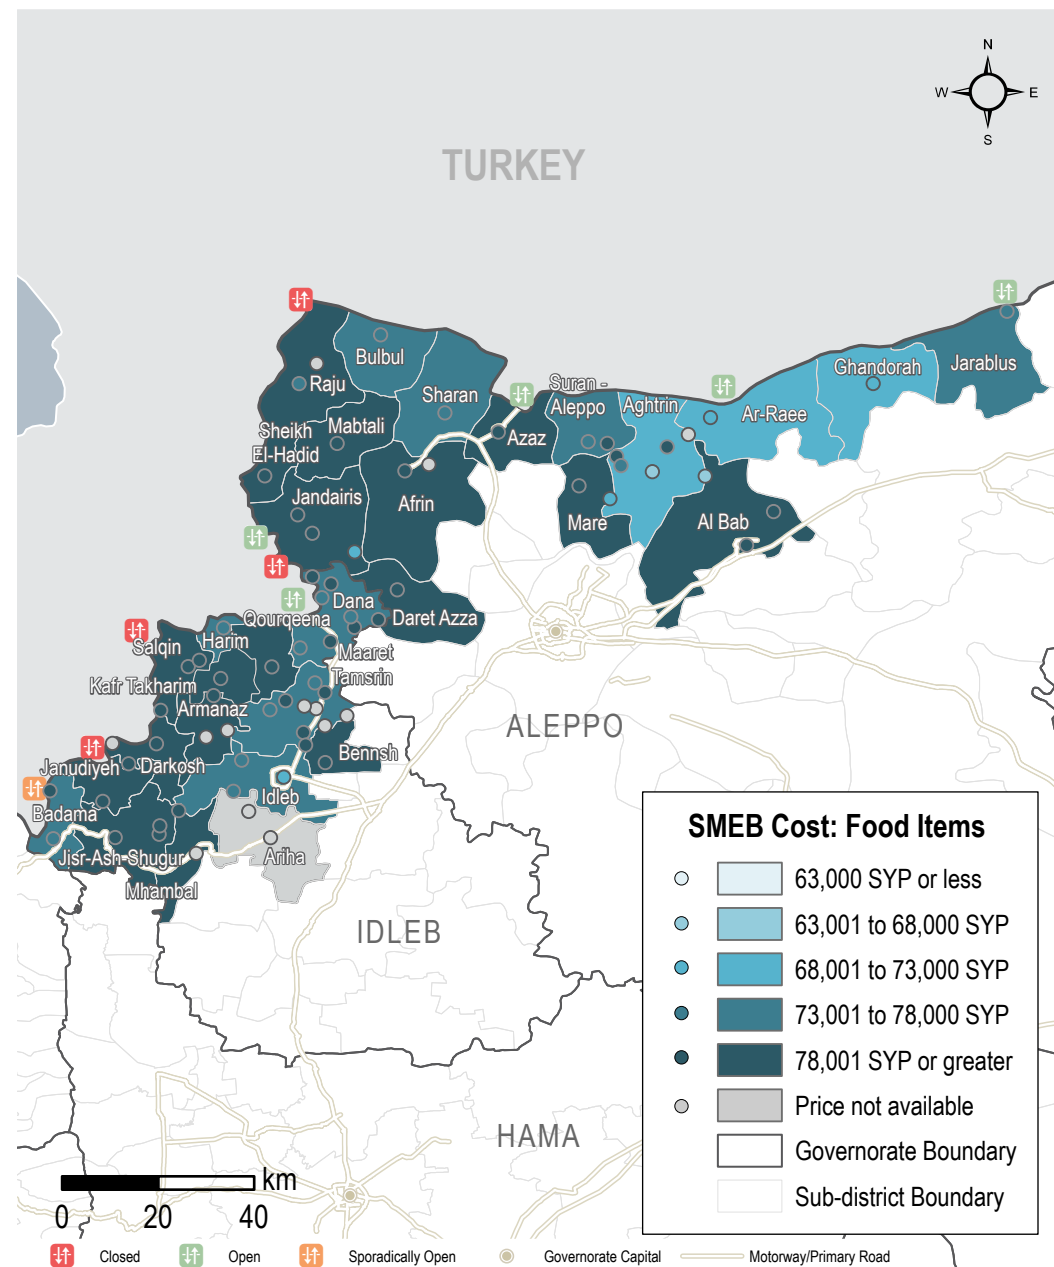 N
W
E
S
TURKEY
Bulbul
Raju
Sharan
Suran -
Aleppo
Aghtrin
Ghandorah
Jarablus
Ar-Raee
Mabtali
Sheikh
El-Hadid
Azaz
Jandairis
Afrin
Mare
Al Bab
Dana
Daret Azza
Qourqeena
Salqin
Harim
Maaret
Tamsrin
Kafr Takharim
Armanaz
Bennsh
Janudiyeh
Darkosh
Badama
Idleb
Jisr-Ash-Shugur
Ariha
Mhambal
ALEPPO
IDLEB
HAMA
SMEB Cost: Food Items
63,000 SYP or less
63,001 to 68,000 SYP
68,001 to 73,000 SYP
73,001 to 78,000 SYP
78,001 SYP or greater
Price not available
Governorate Boundary
Sub-district Boundary
km
0 20 40
Closed Open Sporadically Open Governorate Capital Motorway/Primary Road